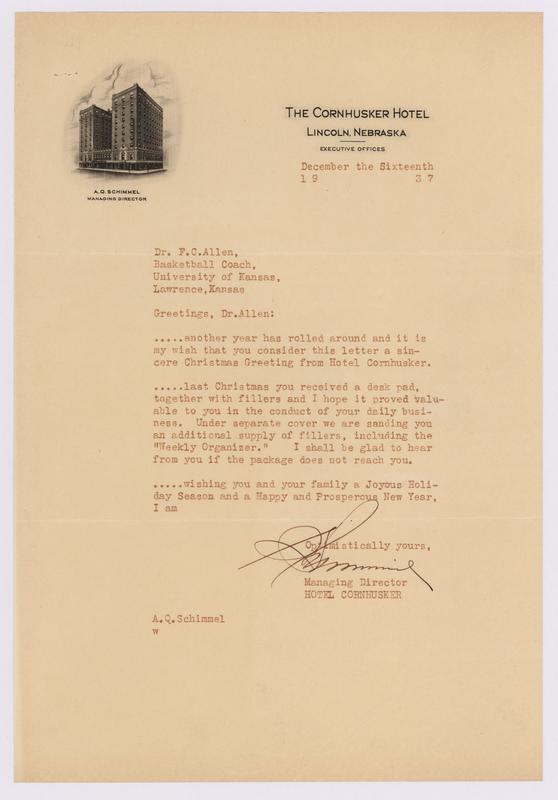 THE CORNHUSKER HOTEL
LINCOLN, NEBRASKA
EXECUTIVE OFFICES
A.Q. SCHIMMEL
MANAGING DIRECTOR
December the Sixteenth
1 9 3 7
Dr. F.C.Allen,
Basketball Coach,
University of Kansas,
Lawrence,Kansas
Greetings, Dr.Allen:
.....another year has rolled around and it is
my wish that you consider this letter a sin-
cere Christmas Greeting from Hotel Cornhusker.
.....last Christmas you received a desk pad,
together with fillers and I hope it proved valu-
able to you in the conduct of your daily busi-
ness. Under separate cover we are sending you
an additional supply of fillers, including the
"Weekly Organizer." I shall be glad to hear
from you if the package does not reach you.
.....wishing you and your family a Joyous Holi-
day Season and a Happy and Prosperous New Year,
I am
Optimistically yours,
Schimmel
Managing Director
HOTEL CORNHUSKER
A.Q.Schimmel
w